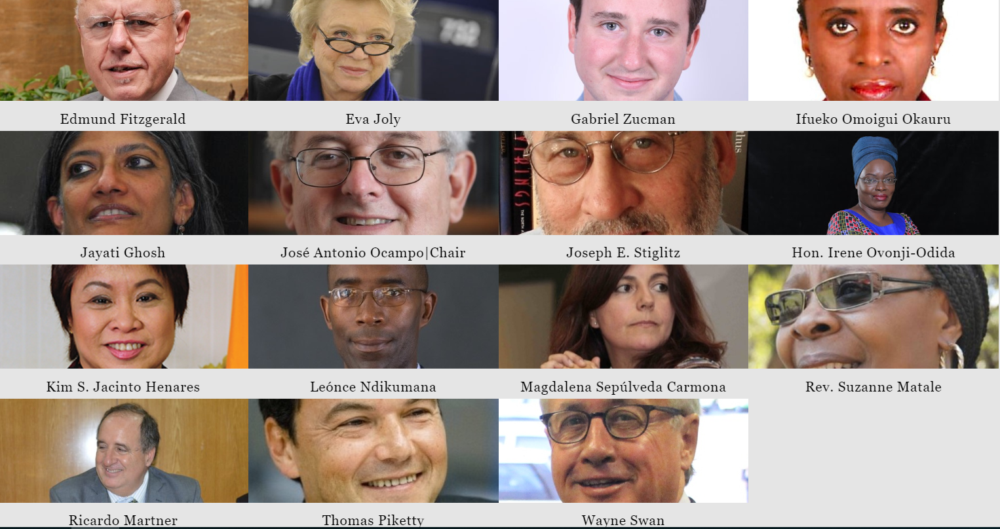 732
Edmund Fitzgerald
Eva Joly
Gabriel Zucman
Ifueko Omoigui Okauru
Jayati Ghosh
José Antonio Ocampo|Chair
Joseph E. Stiglitz
Hon. Irene Ovonji-Odida
Kim S. Jacinto Henares
Leónce Ndikumana
Magdalena Sepúlveda Carmona
Rev. Suzanne Matale
Ricardo Martner
Thomas Piketty
Wayne Swan